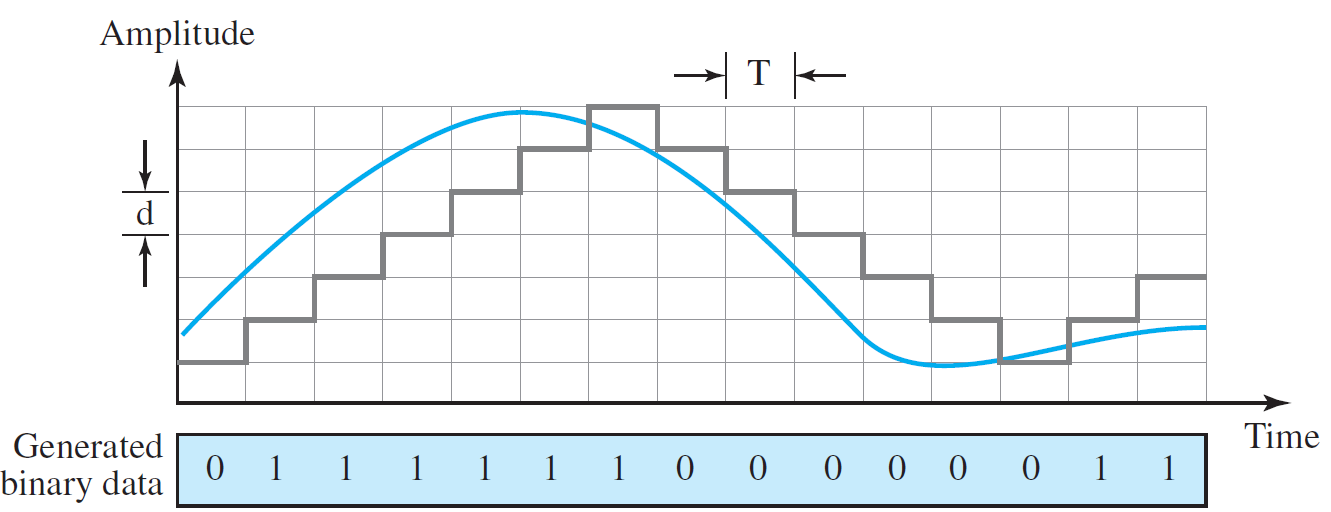 Amplitude
T
d
Time
Generated
binary data
0 1 1 1 1 1 1 0 0 0 0 0 0 1 1